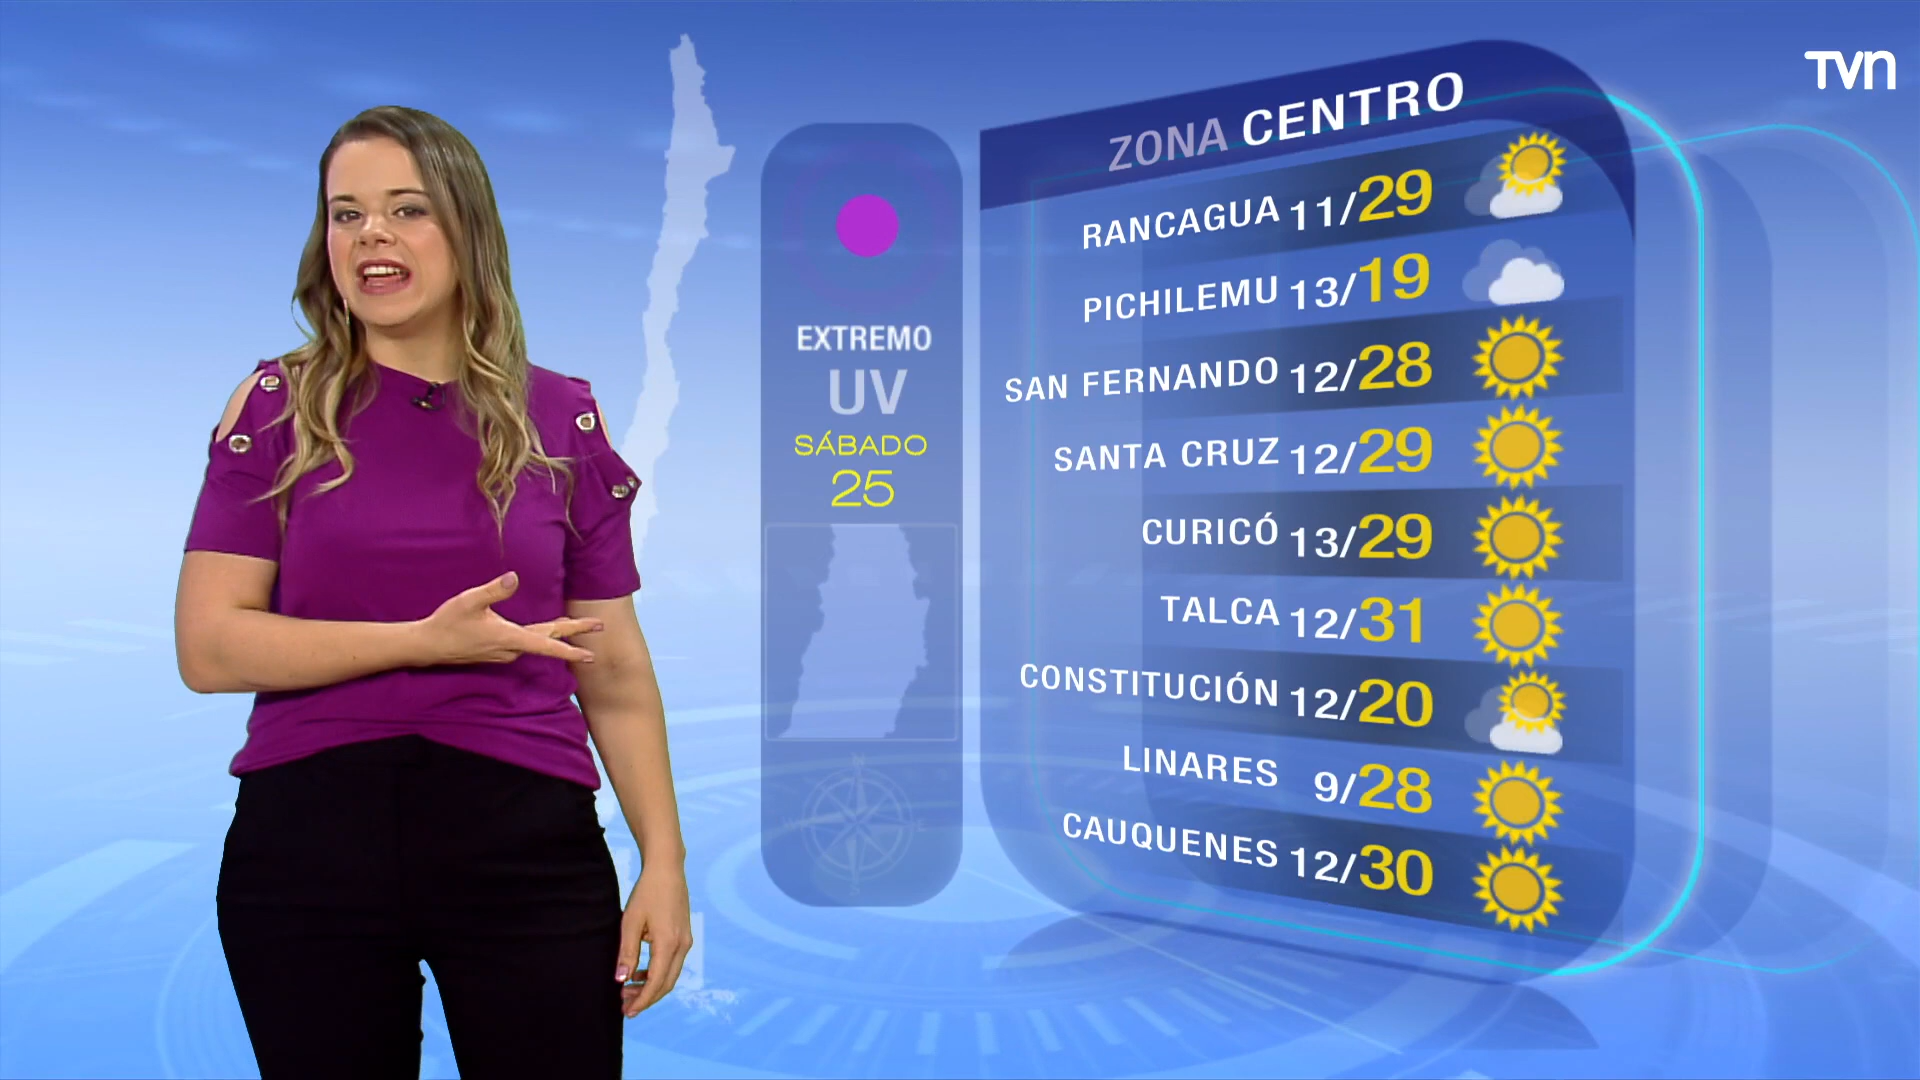 TVN
ZONA CENTRO
RANCAGUA 11/29
PICHILEMU 13/19
SAN FERNANDO 12/28
SANTA CRUZ 12/29
CURICÓ 13/29
TALCA 12/31
CONSTITUCIÓN 12/20
LINARES 9/28
CAUQUENES 12/30
EXTREMO
UV
SÁBADO
25
N
S